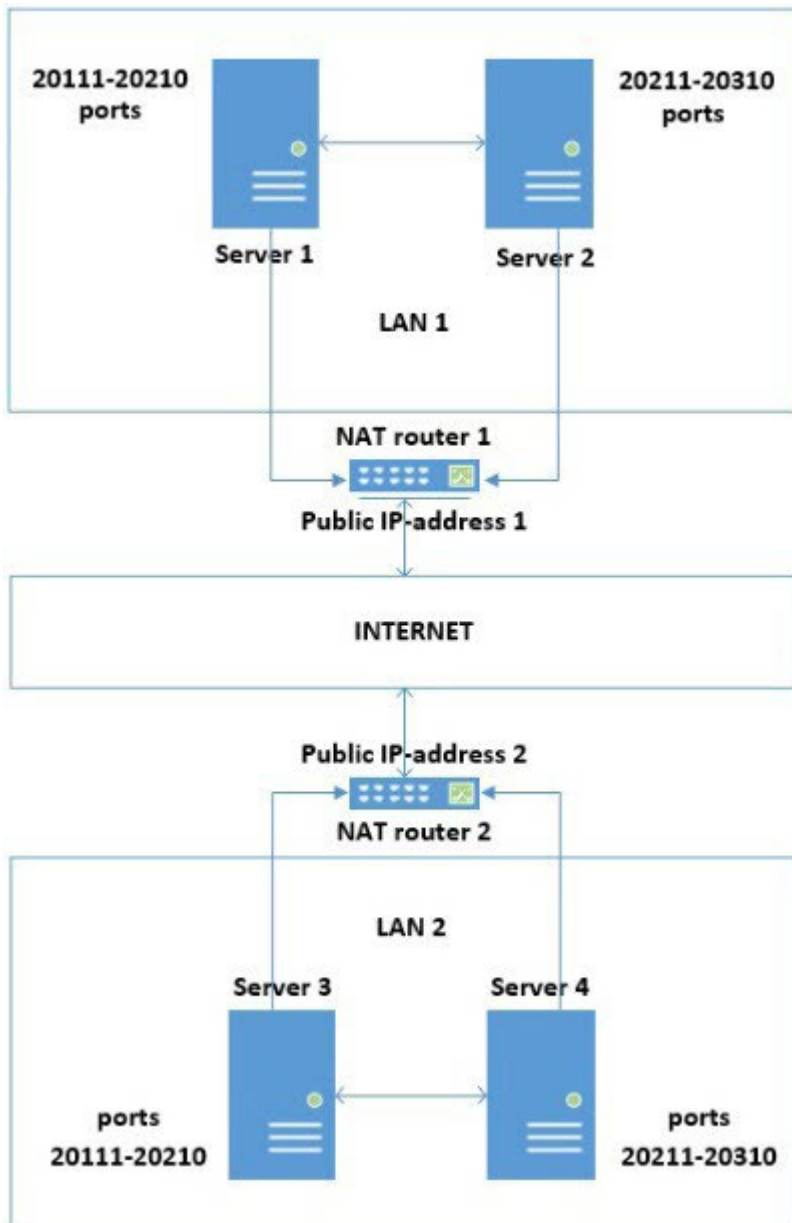 20111-20210
ports
20211-20310
ports
Server 1
Server 2
LAN 1
NAT router 1
Public IP-address 1
INTERNET
Public IP-address 2
NAT router 2
LAN 2
Server 3
Server 4
ports
20111-20210
ports
20211-20310